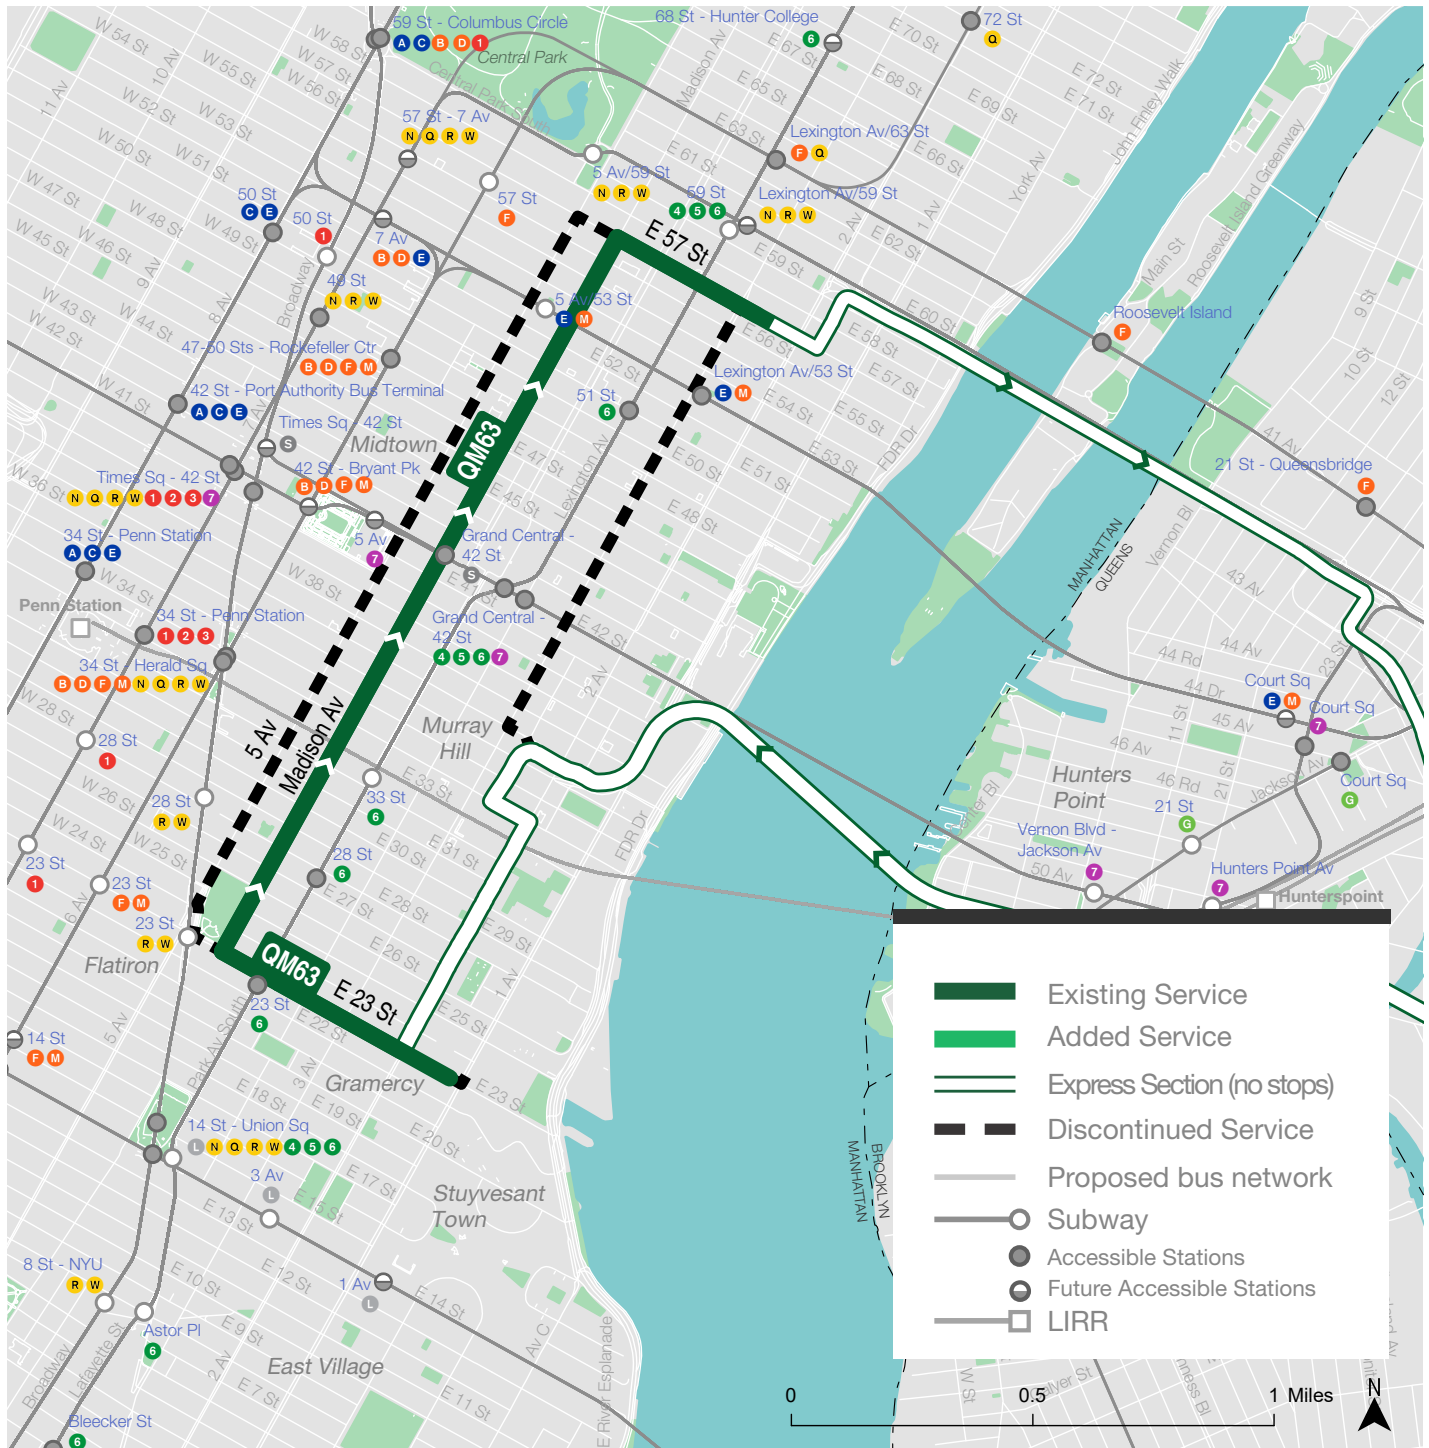 59 St - Columbus Circle
A C B D 1
Central Park
Central Park South
68 St - Hunter College
6
72 St
Q
W 54 St
W 58 St
W 57 St
W 56 St
W 55 St
W 53 St
W 52 St
W 51 St
W 50 St
11 Av
10 Av
Madison Av
E 67 St
E 70 St
E 68 St
E 69 St
E 72 St
E 71 St
E 65 St
E 63 St
E 61 St
E 66 St
John Finley Walk
57 St - 7 Av
N Q R W
Lexington Av/63 St
F Q
5 Av/59 St
N R W
59 St
4 5 6
Lexington Av/59 St
N R W
57 St
F
York Av
1 Av
2 Av
E 62 St
E 60 St
E 59 St
E 58 St
E 57 St
E 57 St
E 56 St
Main St
Roosevelt Island Greenway
50 St
C E
50 St
1
7 Av
B D E
49 St
N R W
W 47 St
W 48 St
W 49 St
W 46 St
W 45 St
9 Av
8 Av
Broadway
W 43 St
W 42 St
W 44 St
W 41 St
5 Av/53 St
E M
Roosevelt Island
F
9 St
10 St
12 St
47-50 Sts - Rockefeller Ctr
B D F M
42 St - Port Authority Bus Terminal
A C E
7 Av
Times Sq - 42 St
S
Midtown
51 St
6
E 52 St
Lexington Av/53 St
E M
E 54 St
E 55 St
E 53 St
FDR Dr
QM63
E 47 St
E 45 St
Lexington Av
E 50 St
E 51 St
E 48 St
42 St - Bryant Pk
B D F M
Times Sq - 42 St
N Q R W 1 2 3 7
W 36 St
41 Av
21 St - Queensbridge
F
34 St - Penn Station
A C E
5 Av
7
Grand Central -
42 St
S
E 41 St
W 38 St
W 34 St
MANHATTAN
QUEENS
Vernon Bl
43 Av
Penn Station
34 St - Penn Station
1 2 3
Grand Central -
42 St
4 5 6 7
E 42 St
34 St - Herald Sq
B D F M N Q R W
2 Av
44 Av
44 Rd
44 Dr
23 St
Court Sq
E M
Court Sq
7
W 28 St
28 St
1
5 Av
Madison Av
Murray
Hill
45 Av
11 St
46 Av
46 Rd
21 St
Jackson Av
Court Sq
G
Hunters
Point
Center Bl
W 26 St
28 St
R W
33 St
6
E 33 St
E 31 St
E 30 St
FDR Dr
21 St
G
Vernon Blvd -
Jackson Av
7
50 Av
Hunters Point Av
7
Hunterspoint
W 24 St
W 25 St
23 St
1
23 St
F M
28 St
6
E 27 St
E 28 St
E 29 St
6 Av
23 St
R W
Flatiron
QM63
E 23 St
E 26 St
E 25 St
1 Av
23 St
6
E 22 St
5 Av
Park Av South
3 Av
14 St
F M
Gramercy
E 23 St
E 18 St
E 19 St
E 20 St
14 St - Union Sq
L N Q R W 4 5 6
3 Av
L
E 17 St
E 15 St
E 13 St
Stuyvesant
Town
BROOKLYN
MANHATTAN
8 St - NYU
R W
E 10 St
E 12 St
1 Av
L
E 14 St
Av C
Astor Pl
6
E 9 St
2 Av
East Village
Broadway
Lafayette St
E 7 St
E 11 St
E River Esplanade
Bleecker St
6
Existing Service
Added Service
Express Section (no stops)
Discontinued Service
Proposed bus network
Subway
Accessible Stations
Future Accessible Stations
LIRR
W St
0 0.5 1 Miles
N